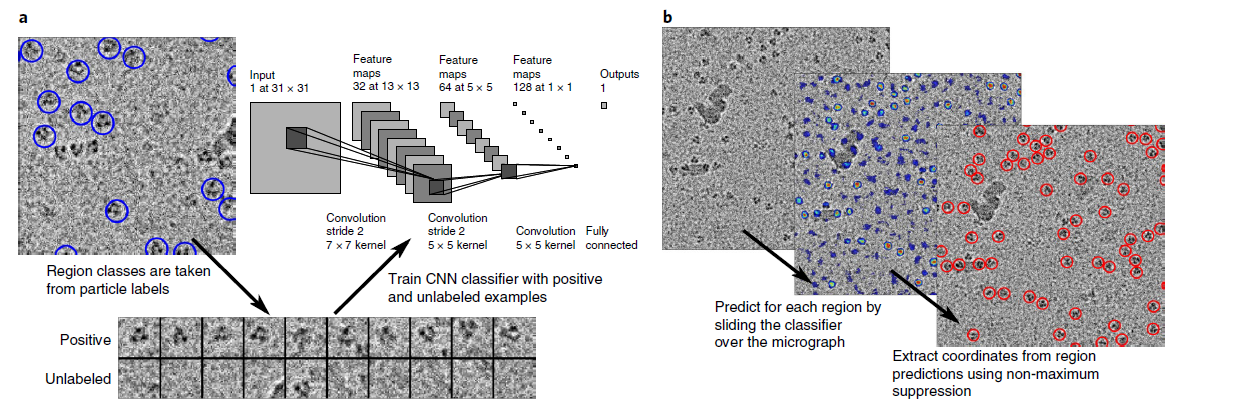 a
Input
1 at 31 × 31
Feature
maps
32 at 13 × 13
Feature
maps
64 at 5 × 5
Feature
maps
128 at 1 × 1
Outputs
1
Convolution
stride 2
7 × 7 kernel
Convolution
stride 2
5 × 5 kernel
Convolution
5 × 5 kernel
Fully
connected
Region classes are taken
from particle labels
Train CNN classifier with positive
and unlabeled examples
Positive
Unlabeled
b
Predict for each region by
sliding the classifier
over the micrograph
Extract coordinates from region
predictions using non-maximum
suppression